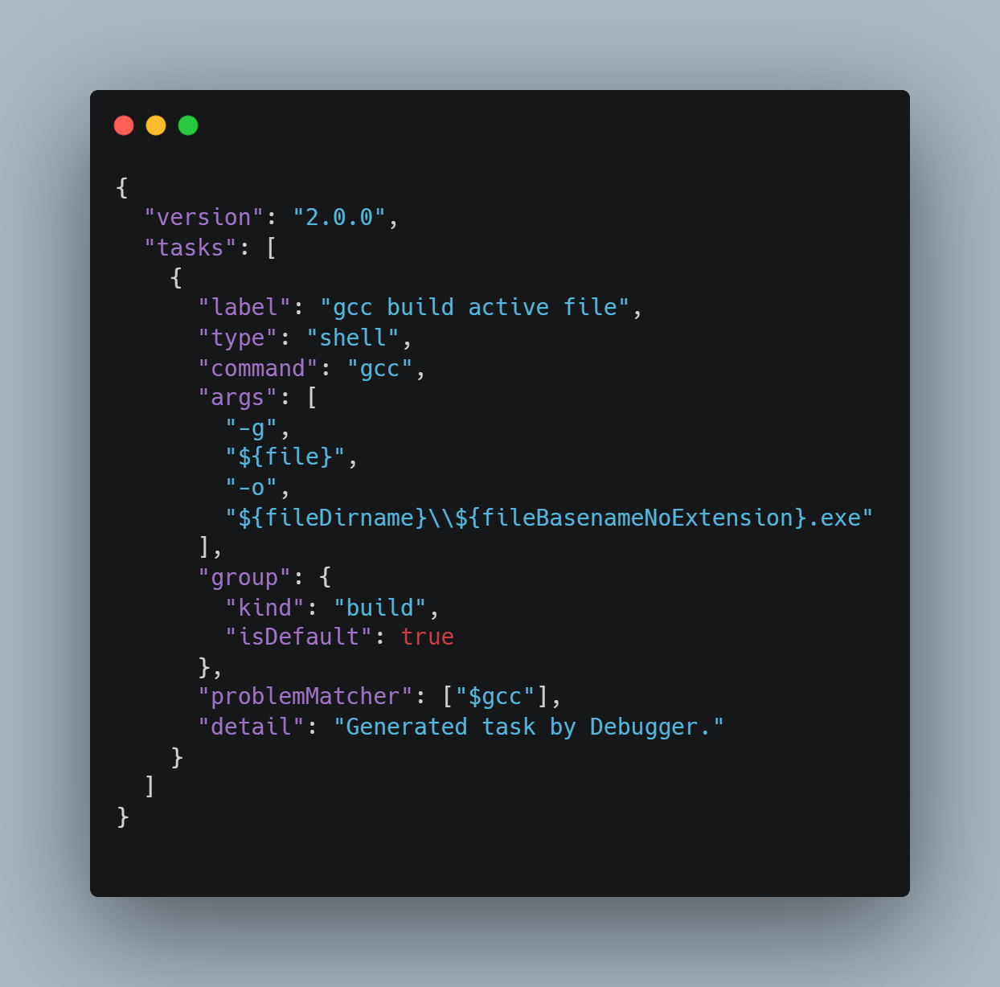 {
  "version": "2.0.0",
  "tasks": [
    {
      "label": "gcc build active file",
      "type": "shell",
      "command": "gcc",
      "args": [
        "-g",
        "${file}",
        "-o",
        "${fileDirname}\\${fileBasenameNoExtension}.exe"
      ],
      "group": {
        "kind": "build",
        "isDefault": true
      },
      "problemMatcher": ["$gcc"],
      "detail": "Generated task by Debugger."
    }
  ]
}